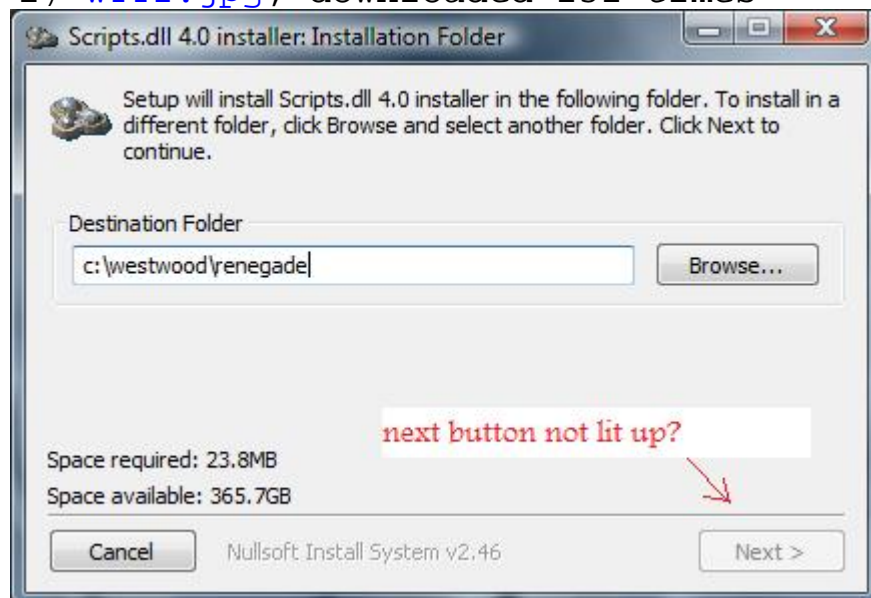 Scripts.dll 4.0 installer: Installation Folder
Setup will install Scripts.dll 4.0 installer in the following folder. To install in a
different folder, click Browse and select another folder. Click Next to
continue.
Destination Folder
c:\westwood\renegade
Browse...
next button not lit up?
Space required: 23.8MB
Space available: 365.7GB
Cancel
Nullsoft Install System v2.46
Next >